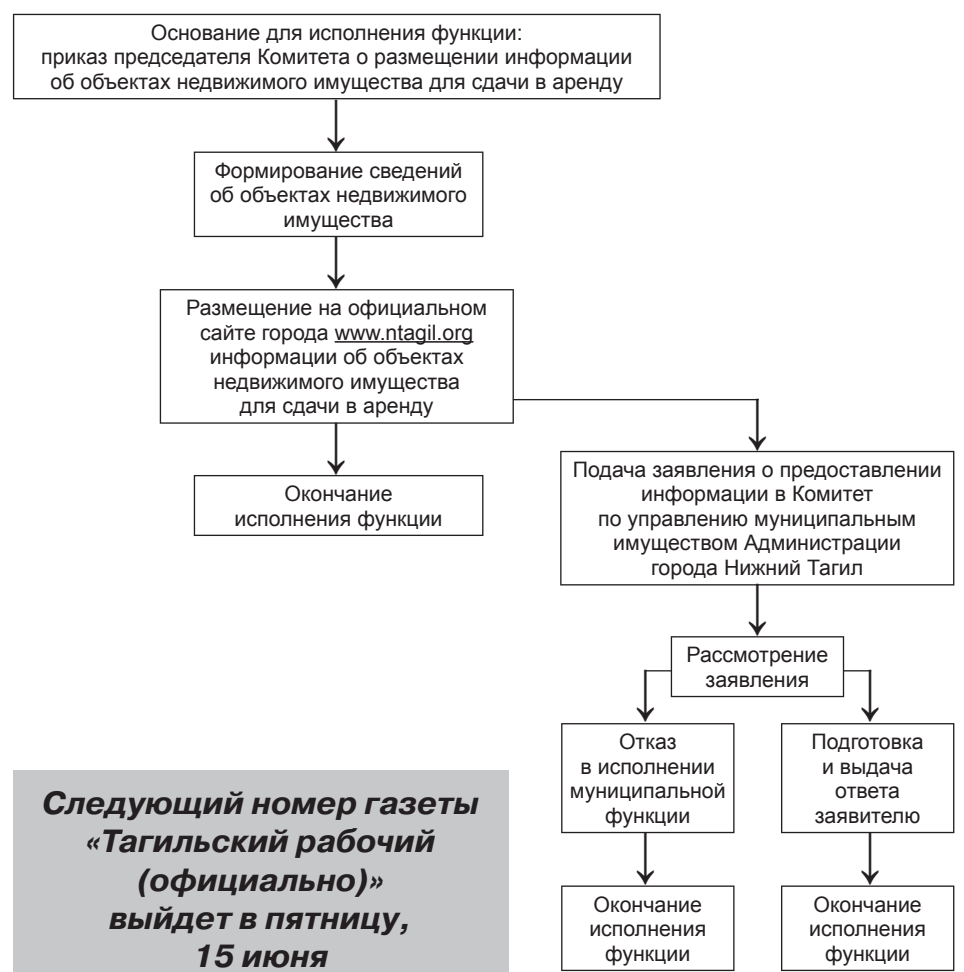 Основание для исполнения функции:
приказ председателя Комитета о размещении информации
об объектах недвижимого имущества для сдачи в аренду
Формирование сведений
об объектах недвижимого
имущества
Размещение на официальном
сайте города www.ntagil.org
информации об объектах
недвижимого имущества
для сдачи в аренду
Окончание
исполнения функции
Подача заявления о предоставлении
информации в Комитет
по управлению муниципальным
имуществом Администрации
города Нижний Тагил
Рассмотрение
заявления
Отказ
в исполнении
муниципальной
функции
Подготовка
и выдача
ответа
заявителю
Окончание
исполнения
функции
Окончание
исполнения
функции
Следующий номер газеты
«Тагильский рабочий
(официально)»
выйдет в пятницу,
15 июня